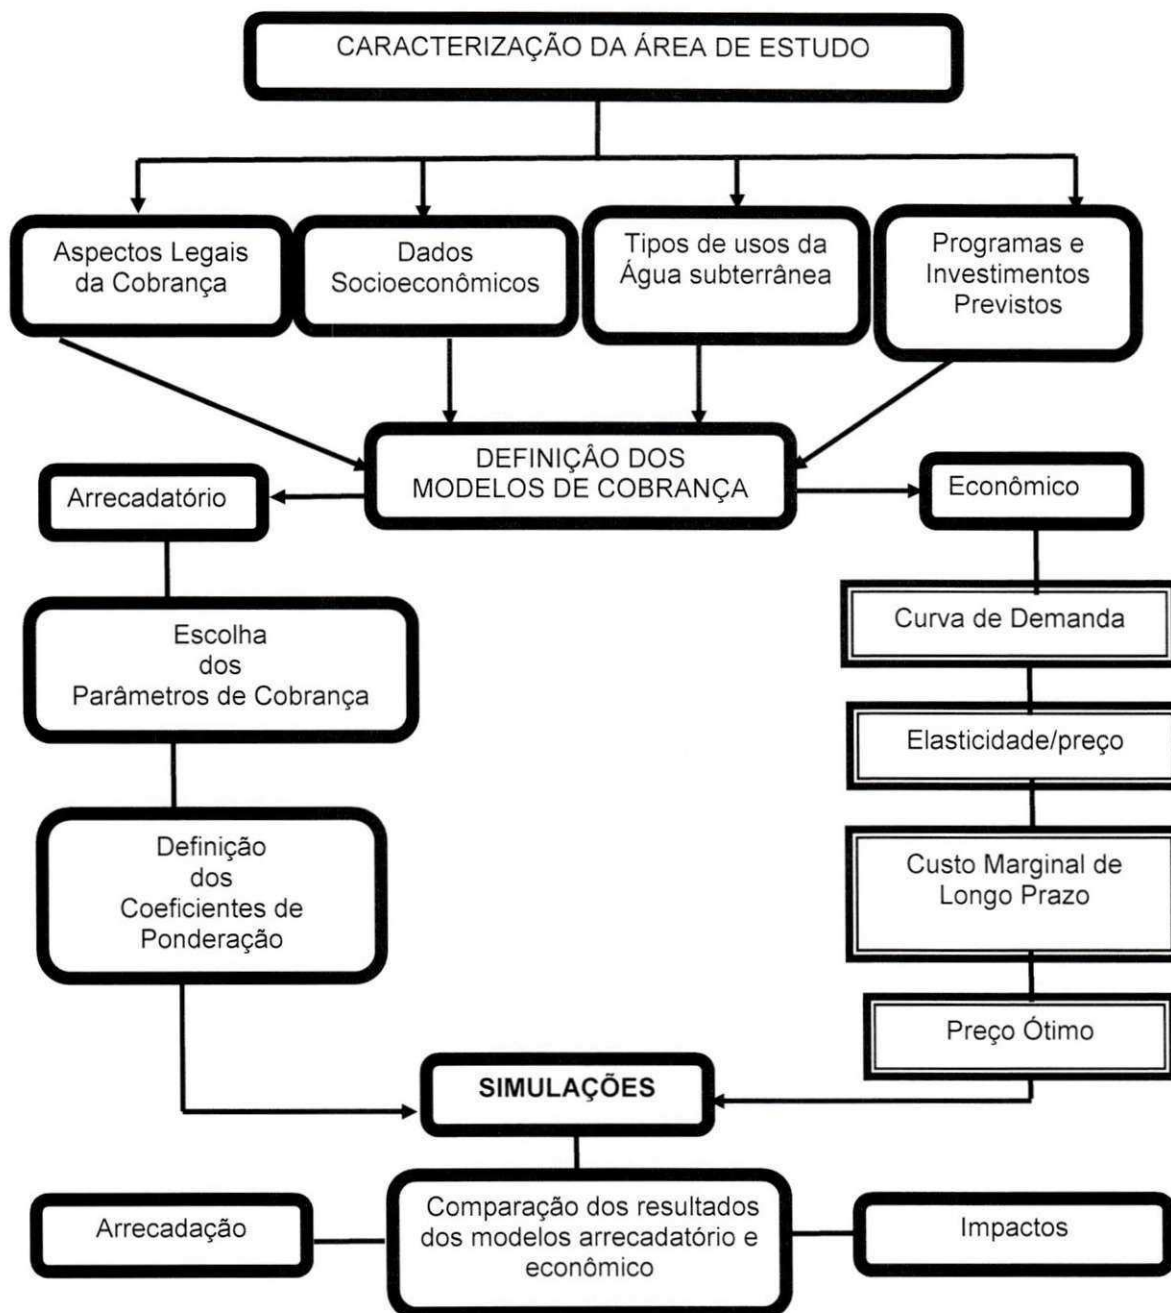 CARACTERIZAÇÃO DA ÁREA DE ESTUDO
Aspectos Legais
da Cobrança
Dados
Socioeconômicos
Tipos de usos da
Água subterrânea
Programas e
Investimentos
Previstos
DEFINIÇÂO DOS
MODELOS DE COBRANÇA
Arrecadatório
Econômico
Escolha
dos
Parâmetros de Cobrança
Definição
dos
Coeficientes de
Ponderação
Curva de Demanda
Elasticidade/preço
Custo Marginal de
Longo Prazo
Preço Ótimo
SIMULAÇÕES
Arrecadação
Comparação dos resultados
dos modelos arrecadatório e
econômico
Impactos